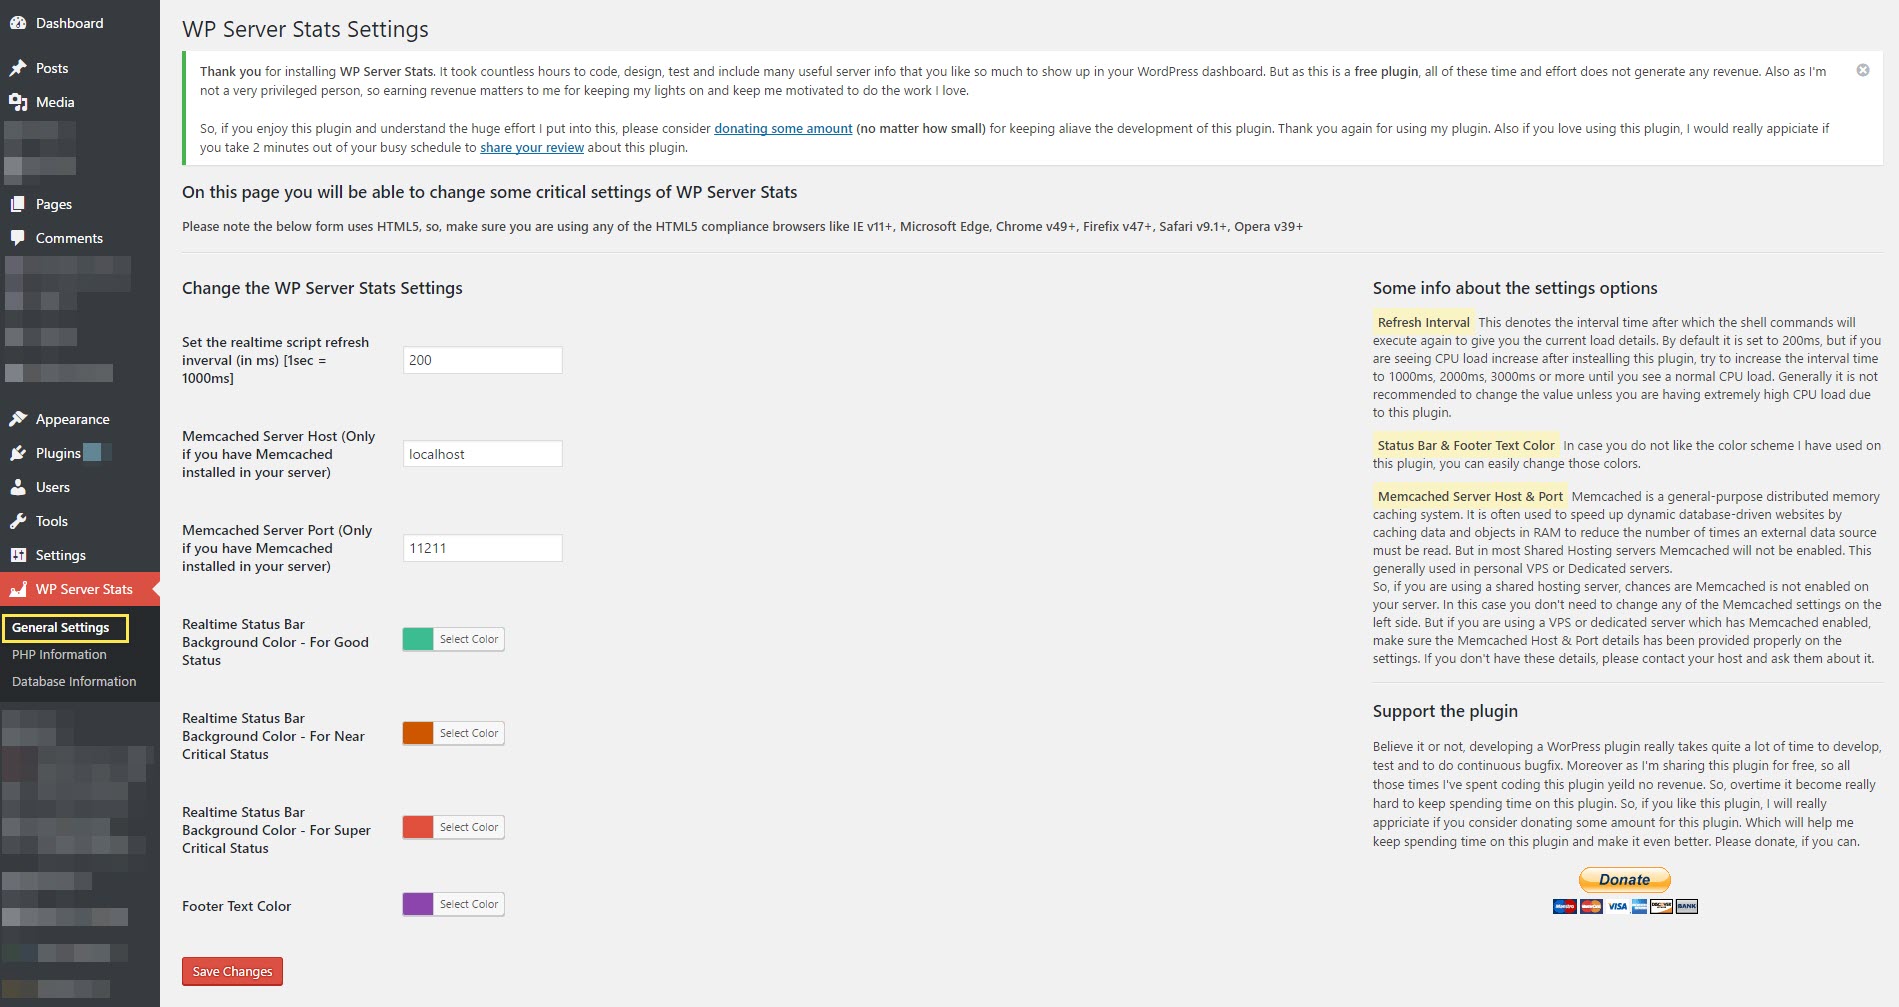 Dashboard
Posts
Media
Pages
Comments
Appearance
Plugins
Users
Tools
Settings
WP Server Stats
General Settings
PHP Information
Database Information
WP Server Stats Settings
Thank you for installing WP Server Stats. It took countless hours to code, design, test and include many useful server info that you like so much to show up in your WordPress dashboard. But as this is a free plugin, all of these time and effort does not generate any revenue. Also as I'm
not a very privileged person, so earning revenue matters to me for keeping my lights on and keep me motivated to do the work I love.
So, if you enjoy this plugin and understand the huge effort I put into this, please consider donating some amount (no matter how small) for keeping aliave the development of this plugin. Thank you again for using my plugin. Also if you love using this plugin, I would really appiciate if
you take 2 minutes out of your busy schedule to share your review about this plugin.
On this page you will be able to change some critical settings of WP Server Stats
Please note the below form uses HTML5, so, make sure you are using any of the HTML5 compliance browsers like IE v11+, Microsoft Edge, Chrome v49+, Firefix v47+, Safari v9.1+, Opera v39+
Change the WP Server Stats Settings
Set the realtime script refresh
inverval (in ms) [1sec =
1000ms]
200
Memcached Server Host (Only
if you have Memcached
installed in your server)
localhost
Memcached Server Port (Only
if you have Memcached
installed in your server)
11211
Realtime Status Bar
Background Color - For Good
Status
Select Color
Realtime Status Bar
Background Color - For Near
Critical Status
Select Color
Realtime Status Bar
Background Color - For Super
Critical Status
Select Color
Footer Text Color
Select Color
Save Changes
Some info about the settings options
Refresh Interval This denotes the interval time after which the shell commands will
execute again to give you the current load details. By default it is set to 200ms, but if you
are seeing CPU load increase after instealling this plugin, try to increase the interval time
to 1000ms, 2000ms, 3000ms or more until you see a normal CPU load. Generally it is not
recommended to change the value unless you are having extremely high CPU load due
to this plugin.
Status Bar & Footer Text Color In case you do not like the color scheme I have used on
this plugin, you can easily change those colors.
Memcached Server Host & Port Memcached is a general-purpose distributed memory
caching system. It is often used to speed up dynamic database-driven websites by
caching data and objects in RAM to reduce the number of times an external data source
must be read. But in most Shared Hosting servers Memcached will not be enabled. This
generally used in personal VPS or Dedicated servers.
So, if you are using a shared hosting server, chances are Memcached is not enabled on
your server. In this case you don't need to change any of the Memcached settings on the
left side. But if you are using a VPS or dedicated server which has Memcached enabled,
make sure the Memcached Host & Port details has been provided properly on the
settings. If you don't have these details, please contact your host and ask them about it.
Support the plugin
Believe it or not, developing a WorPress plugin really takes quite a lot of time to develop,
test and to do continuous bugfix. Moreover as I'm sharing this plugin for free, so all
those times I've spent coding this plugin yeild no revenue. So, overtime it become really
hard to keep spending time on this plugin. So, if you like this plugin, I will really
appriciate if you consider donating some amount for this plugin. Which will help me
keep spending time on this plugin and make it even better. Please donate, if you can.
Donate
VISA
BANK